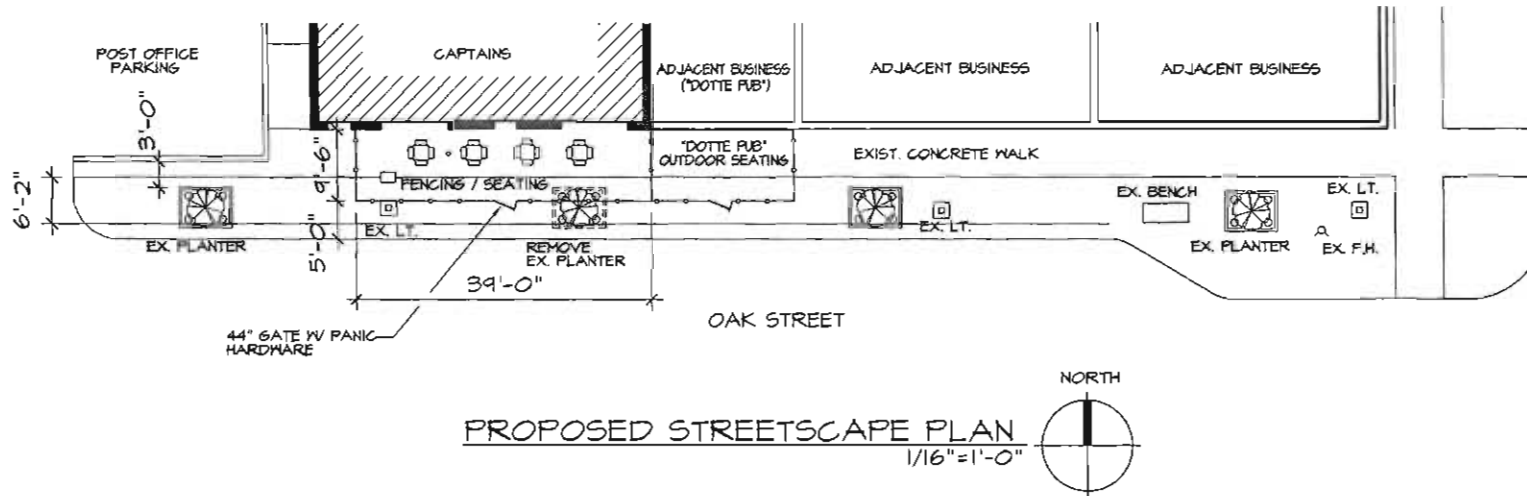 POST OFFICE
PARKING
CAPTAINS
ADJACENT BUSINESS
("DOTTE PUB")
ADJACENT BUSINESS
ADJACENT BUSINESS
3'-0"
9'-6"
6'-2"
5'-0"
"DOTTE PUB"
OUTDOOR SEATING
EXIST. CONCRETE WALK
FENCING / SEATING
EX. BENCH
EX. LT.
EX. PLANTER
EX. LT.
REMOVE
EX. PLANTER
EX. LT.
EX. PLANTER
EX. F.H.
39'-0"
44" GATE W/ PANIC
HARDWARE
OAK STREET
NORTH
PROPOSED STREETSCAPE PLAN
1/16"=1'-0"